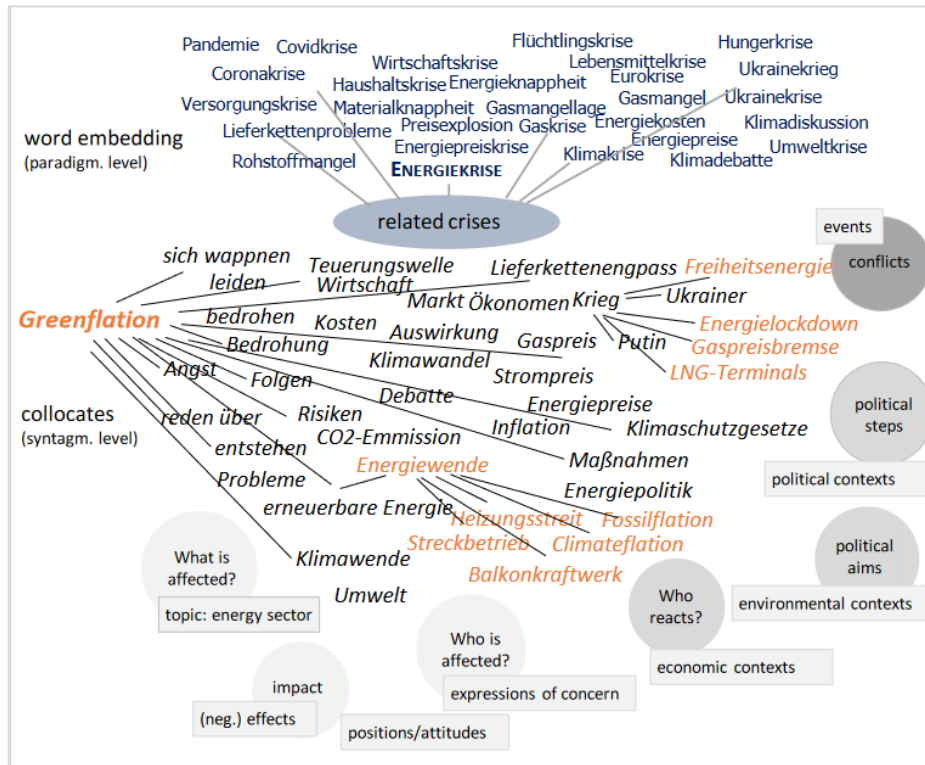 Pandemie
Covidkrise
Flüchtlingskrise
Hungerkrise
Coronakrise
Wirtschaftskrise
Lebensmittelkrise
Ukrainekrieg
Haushaltskrise
Energieknappheit
Eurokrise
Versorgungskrise
Materialknappheit
Gasmangellage
Gasmangel
Ukrainekrise
word embedding
(paradigm. level)
Lieferkettenprobleme
Preisexplosion
Gaskrise
Energiekosten
Klimadiskussion
Energiepreiskrise
Energiepreise
Umweltkrise
Rohstoffmangel
ENERGIEKRISE
Klimakrise
Klimadebatte
related crises
events
conflicts
sich wappnen
Teuerungswelle
Lieferkettenengpass
Freiheitsenergie
leiden
Wirtschaft
Markt
Ökonomen
Krieg
Ukrainer
Greenflation
bedrohen
Kosten
Auswirkung
Gaspreis
Putin
Energielockdown
Bedrohung
Klimawandel
Gaspreisbremse
Angst
Folgen
Strompreis
LNG-Terminals
Debatte
collocates
(syntagm. level)
reden über
Risiken
Energiepreise
Inflation
Klimaschutzgesetze
political
steps
entstehen
CO2-Emmission
Energiewende
Maßnahmen
Probleme
Energiepolitik
political contexts
erneuerbare Energie
Heizungsstreit
Fossilflation
Streckbetrieb
Climateflation
Klimawende
Balkonkraftwerk
Umwelt
What is
affected?
topic: energy sector
political
aims
environmental contexts
Who
reacts?
economic contexts
Who is
affected?
expressions of concern
impact
(neg.) effects
positions/attitudes